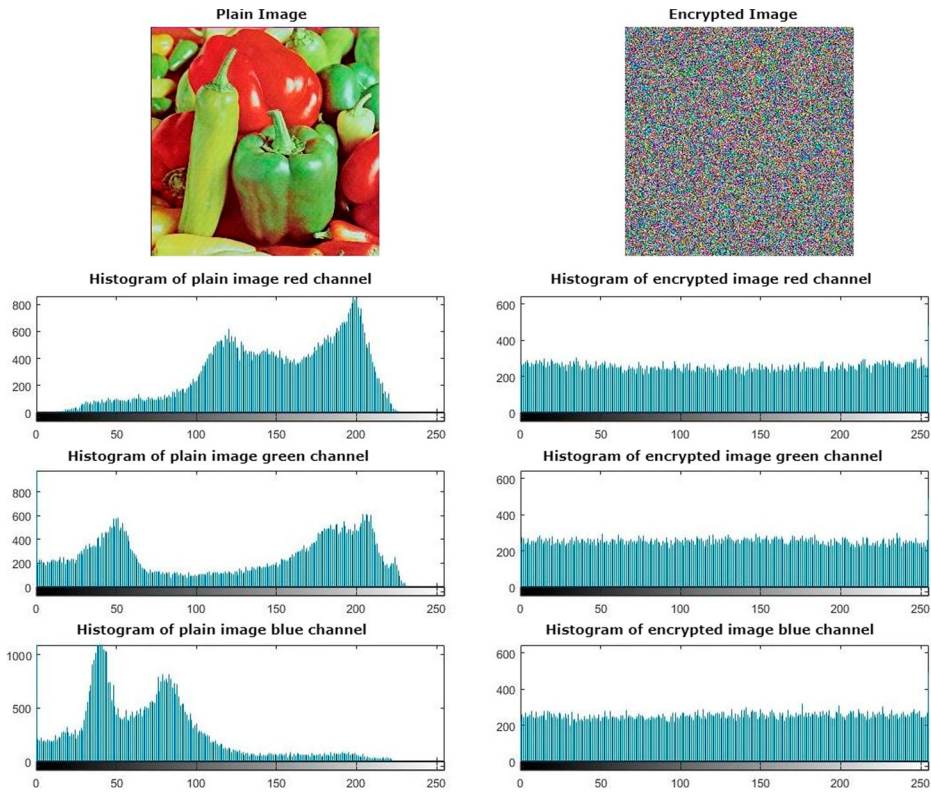 Plain Image
Encrypted Image
Histogram of plain image red channel
Histogram of encrypted image red channel
800
600
400
200
0
0 50 100 150 200 250
600
400
200
0
0 50 100 150 200 250
Histogram of plain image green channel
Histogram of encrypted image green channel
800
600
400
200
0
0 50 100 150 200 250
600
400
200
0
0 50 100 150 200 250
Histogram of plain image blue channel
Histogram of encrypted image blue channel
1000
500
0
0 50 100 150 200 250
600
400
200
0
0 50 100 150 200 250